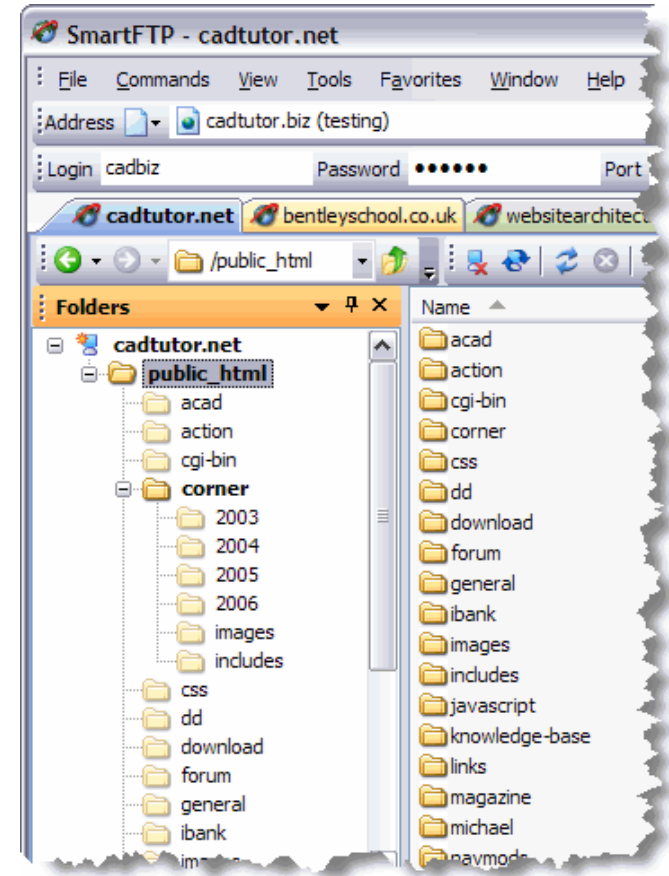 SmartFTP - cadtutor.net
File Commands View Tools Favorites Window Help
Address cadtutor.biz (testing)
Login cadbiz Password •••••• Port
cadtutor.net bentleyschool.co.uk websitearchitect
/public_html
Folders
cadtutor.net
public_html
acad
action
cgi-bin
corner
2003
2004
2005
2006
images
includes
css
dd
download
forum
general
ibank
Name
acad
action
cgi-bin
corner
css
dd
download
forum
general
ibank
images
includes
javascript
knowledge-base
links
magazine
michael
navmods